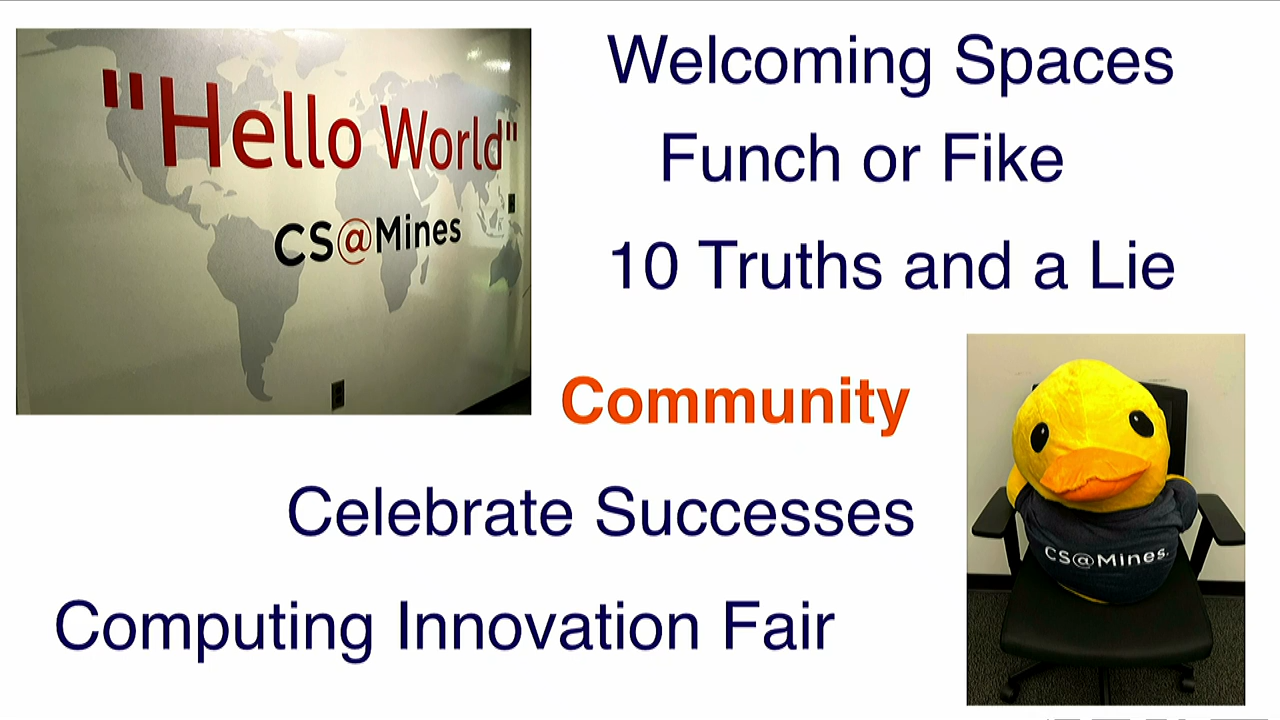 "Hello World"
CS@Mines
Welcoming Spaces
Funch or Fike
10 Truths and a Lie
Community
CS@Mines.
Celebrate Successes
Computing Innovation Fair